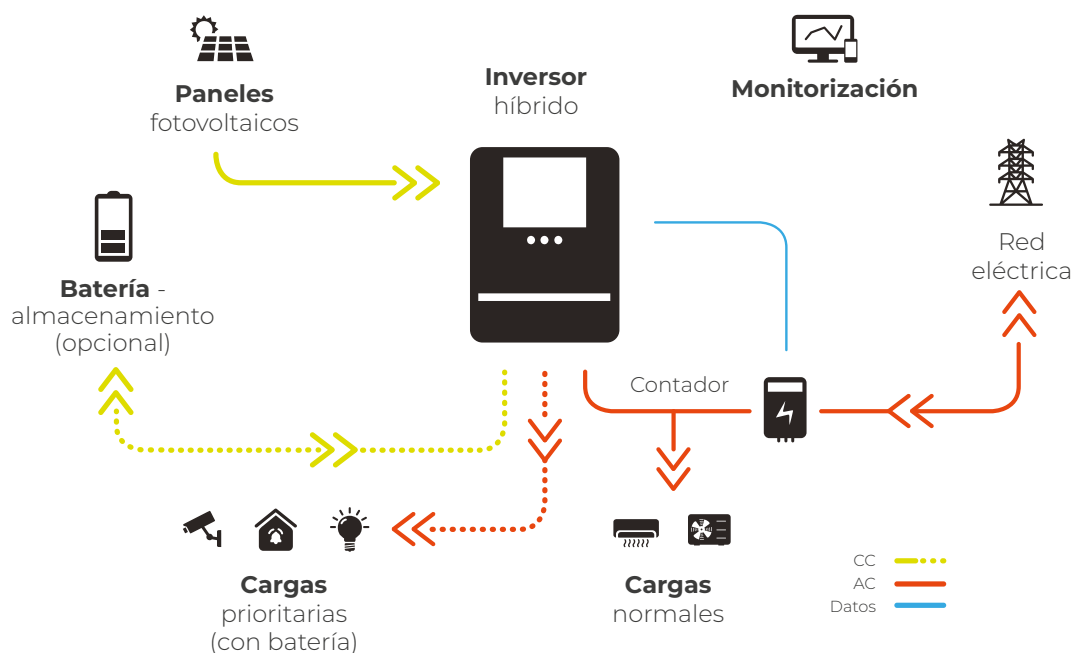 Paneles
fotovoltaicos
Inversor
híbrido
Monitorización
Red
eléctrica
Batería -
almacenamiento
(opcional)
Contador
Cargas
prioritarias
(con batería)
Cargas
normales
CC
AC
Datos